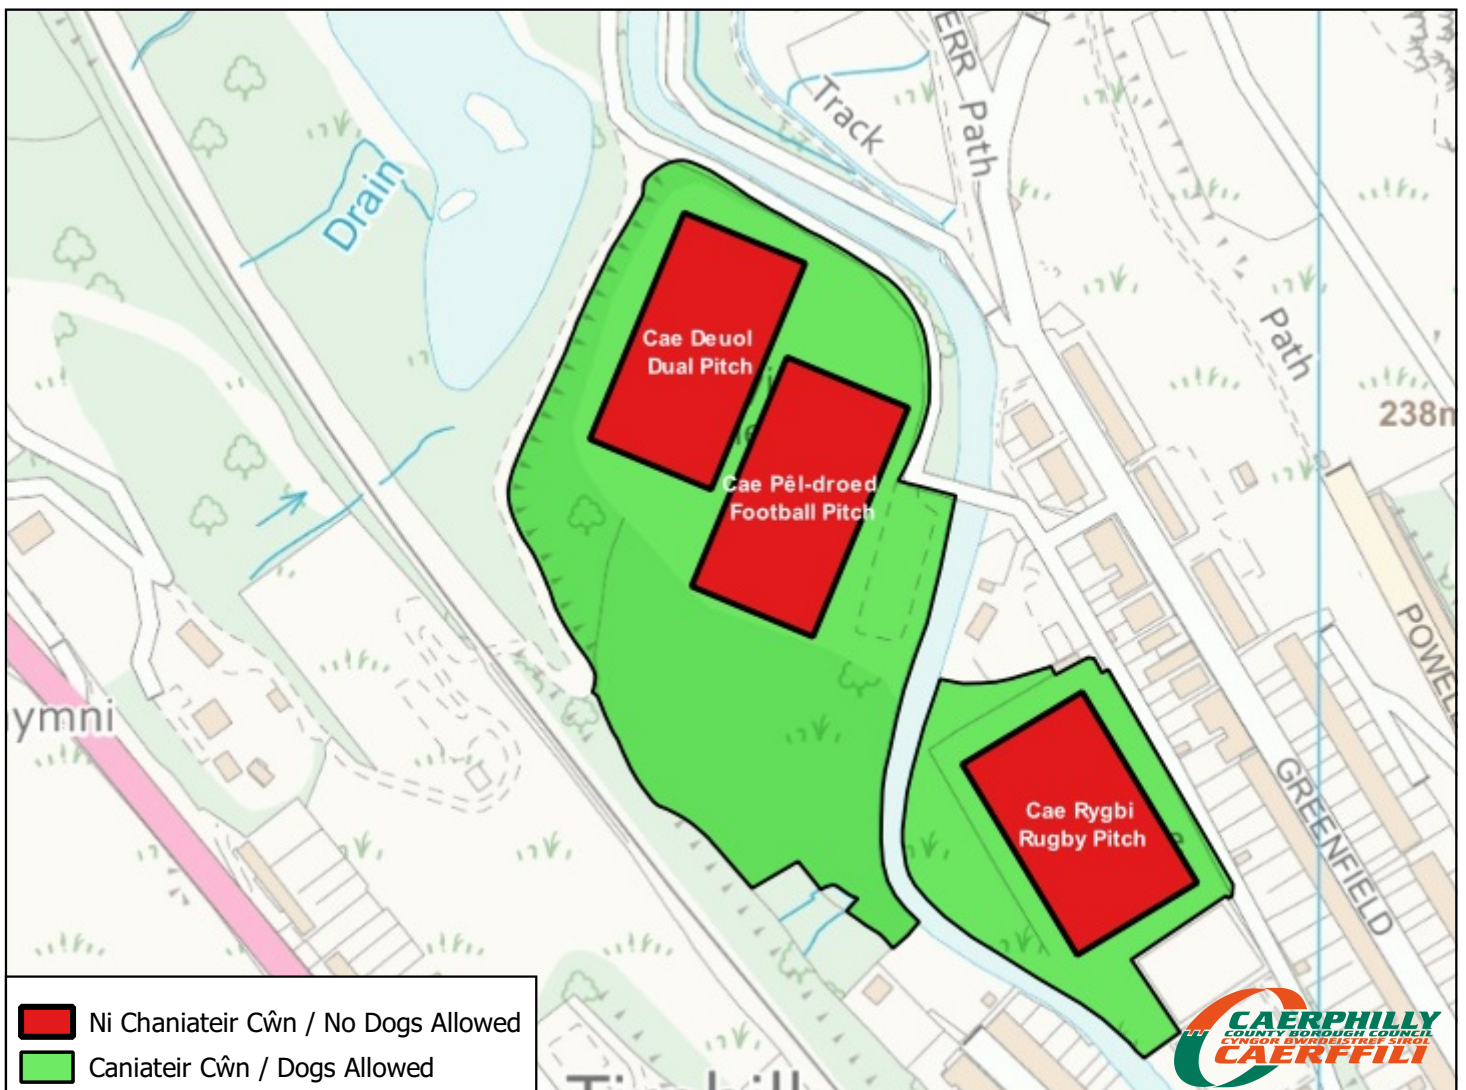 ERR
Path
Track
Drain
Cae Deuol
Dual Pitch
Path
238m
Cae Pêl-droed
Football Pitch
POWELL
ymni
GREENFIELD
Cae Rygbi
Rugby Pitch
Ni Chaniateir Cŵn / No Dogs Allowed
Caniateir Cŵn / Dogs Allowed
CAERPHILLY
COUNTY BOROUGH COUNCIL
CYNGOR BWRDEISTREF SIROL
CAERFFILI